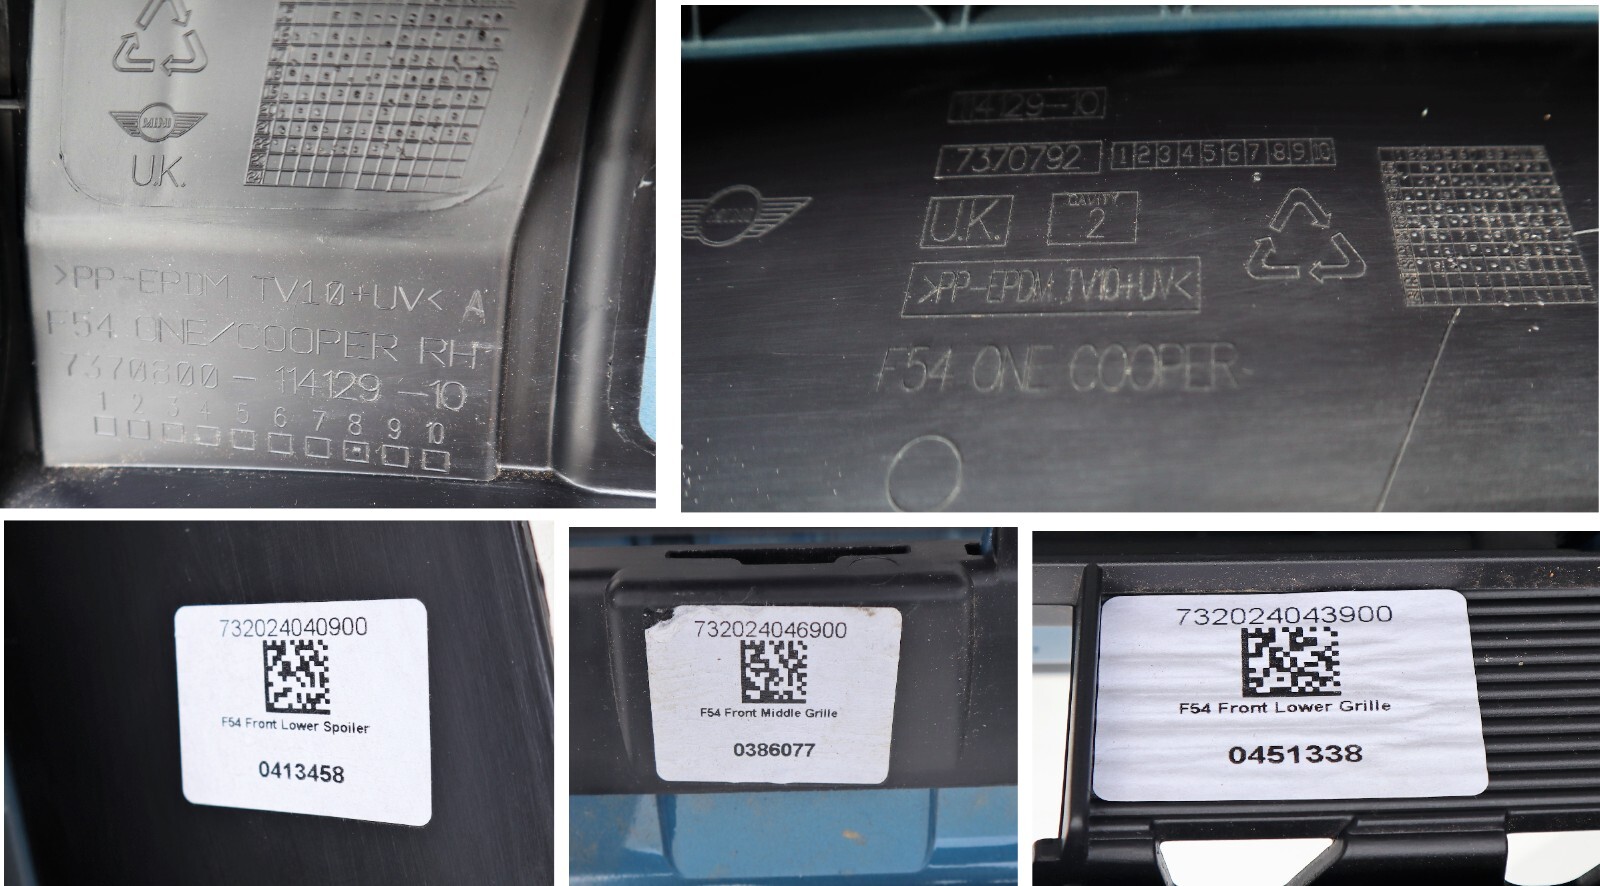 MINI
U.K.
>PP-EPDM TV10+UV< A
F54 ONE/COOPER RH
7370800-114129-10
1 2 3 4 5 6 7 8 9 10
114129-10
7370792 1 2 3 4 5 6 7 8 9 10
MINI
U.K. CAVITY 2
>PP-EPDM TV10+UV<
F54 ONE COOPER
732024040900
F54 Front Lower Spoiler
0413458
732024046900
F54 Front Middle Grille
0386077
732024043900
F54 Front Lower Grille
0451338